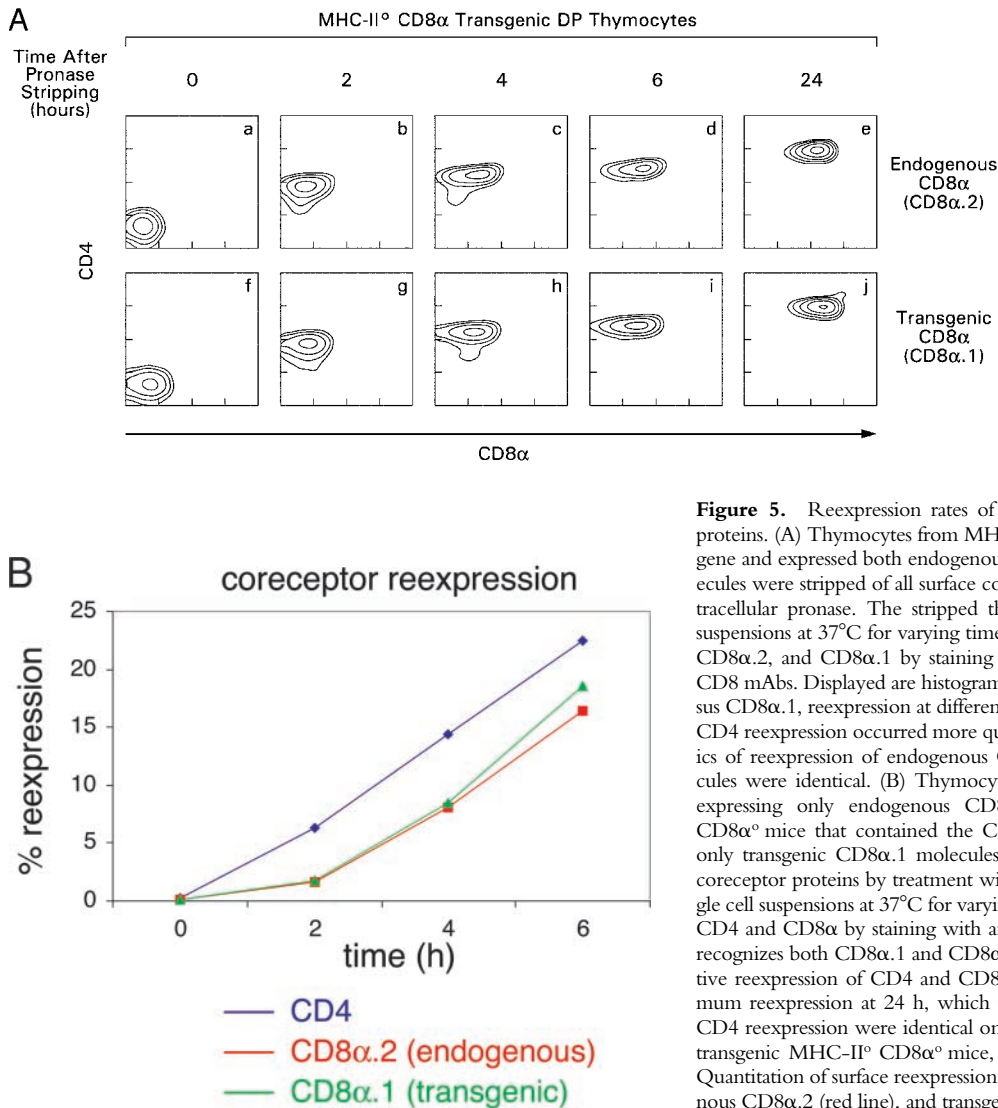 A
MHC-IIº CD8α Transgenic DP Thymocytes
Time After
Pronase
Stripping
(hours)
0 2 4 6 24
a b c d e
Endogenous
CD8α
(CD8α.2)
CD4
f g h i j
Transgenic
CD8α
(CD8α.1)
CD8α
B
coreceptor reexpression
% reexpression
25
20
15
10
5
0
0 2 4 6
time (h)
CD4
CD8α.2 (endogenous)
CD8α.1 (transgenic)
Figure 5. Reexpression rates of
proteins. (A) Thymocytes from MH
gene and expressed both endogenou
ecules were stripped of all surface co
tracellular pronase. The stripped th
suspensions at 37°C for varying time
CD8α.2, and CD8α.1 by staining
CD8 mAbs. Displayed are histogram
sus CD8α.1, reexpression at differen
CD4 reexpression occurred more qu
ics of reexpression of endogenous C
cules were identical. (B) Thymocy
expressing only endogenous CD8
CD8αº mice that contained the C
only transgenic CD8α.1 molecules
coreceptor proteins by treatment wi
gle cell suspensions at 37°C for varyi
CD4 and CD8α by staining with a
recognizes both CD8α.1 and CD8α
tive reexpression of CD4 and CD8
mum reexpression at 24 h, which
CD4 reexpression were identical on
transgenic MHC-IIº CD8αº mice,
Quantitation of surface reexpression
nous CD8α.2 (red line), and transge